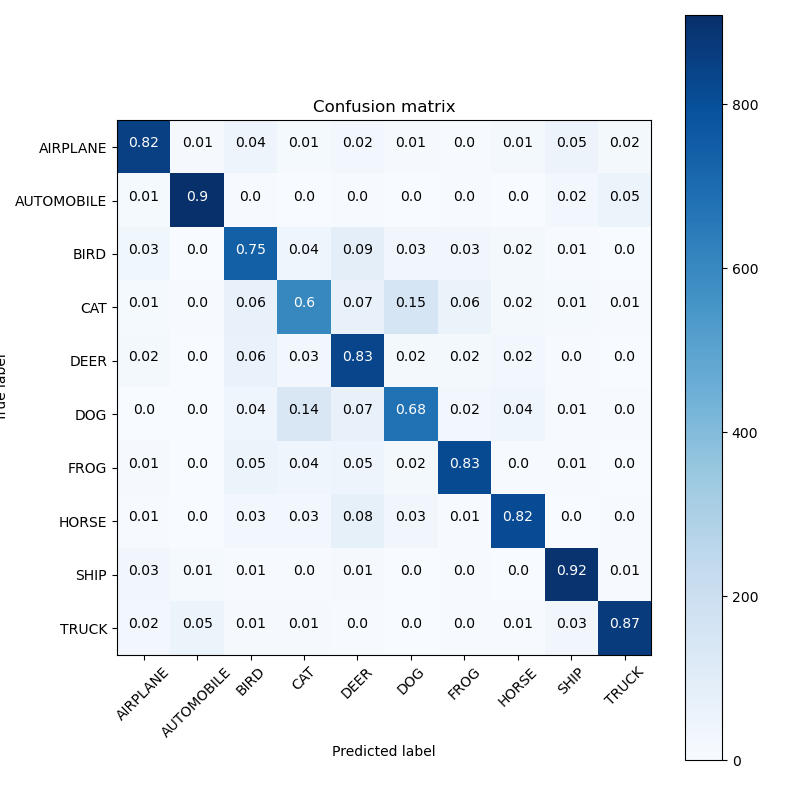 Confusion matrix
AIRPLANE 0.82 0.01 0.04 0.01 0.02 0.01 0.0 0.01 0.05 0.02
AUTOMOBILE 0.01 0.9 0.0 0.0 0.0 0.0 0.0 0.0 0.02 0.05
BIRD 0.03 0.0 0.75 0.04 0.09 0.03 0.03 0.02 0.01 0.0
CAT 0.01 0.0 0.06 0.6 0.07 0.15 0.06 0.02 0.01 0.01
DEER 0.02 0.0 0.06 0.03 0.83 0.02 0.02 0.02 0.0 0.0
DOG 0.0 0.0 0.04 0.14 0.07 0.68 0.02 0.04 0.01 0.0
FROG 0.01 0.0 0.05 0.04 0.05 0.02 0.83 0.0 0.01 0.0
HORSE 0.01 0.0 0.03 0.03 0.08 0.03 0.01 0.82 0.0 0.0
SHIP 0.03 0.01 0.01 0.0 0.01 0.0 0.0 0.0 0.92 0.01
TRUCK 0.02 0.05 0.01 0.01 0.0 0.0 0.0 0.01 0.03 0.87
AIRPLANE AUTOMOBILE BIRD CAT DEER DOG FROG HORSE SHIP TRUCK
Predicted label
label
800
600
400
200
0